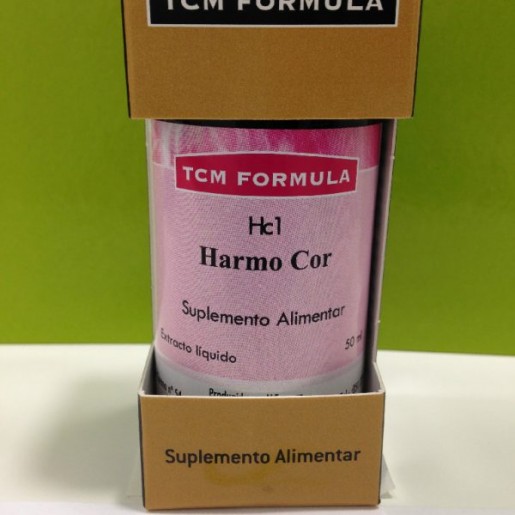 TCM FORMULA
TCM FORMULA
Hc1
Harmo Cor
Suplemento Alimentar
Extracto líquido
50 ml
Suplemento Alimentar